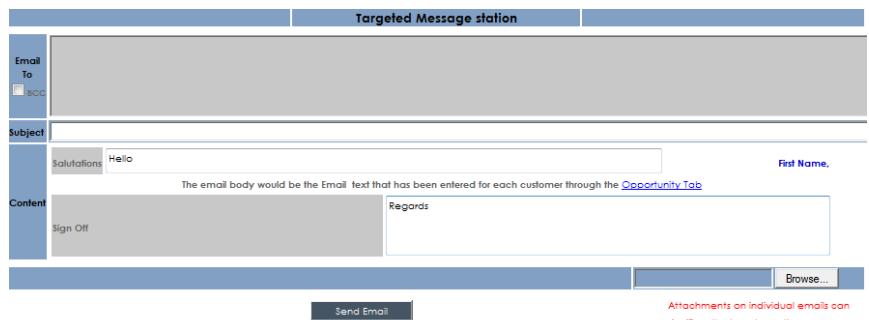 Targeted Message station
Email
To
BCC
Subject
Salutations Hello First Name,
The email body would be the Email text that has been entered for each customer through the Opportunity Tab
Content
Regards
Sign Off
Browse...
Send Email
Attachments on individual emails can